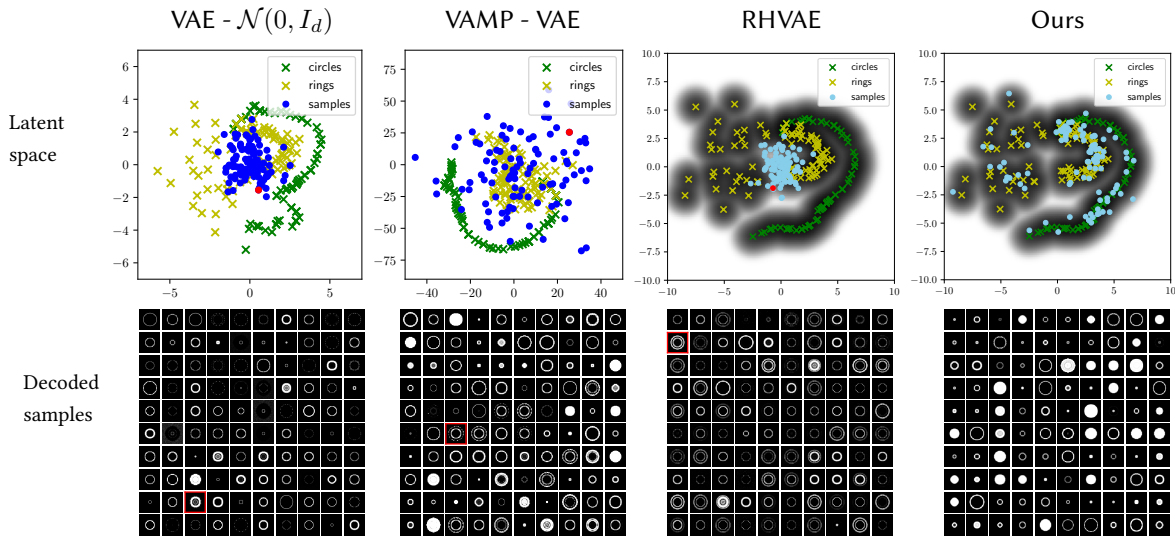 VAE - 𝒩(0, I_d)
VAMP - VAE
RHVAE
Ours
Latent
space
6
4
2
0
−2
−4
−6
−5
0
5
circles
rings
samples
75
50
25
0
−25
−50
−75
−40
−20
0
20
40
circles
rings
samples
10.0
7.5
5.0
2.5
0.0
−2.5
−5.0
−7.5
−10.0
−10
−5
0
5
10
circles
rings
samples
10.0
7.5
5.0
2.5
0.0
−2.5
−5.0
−7.5
−10.0
−10
−5
0
5
10
circles
rings
samples
Decoded
samples